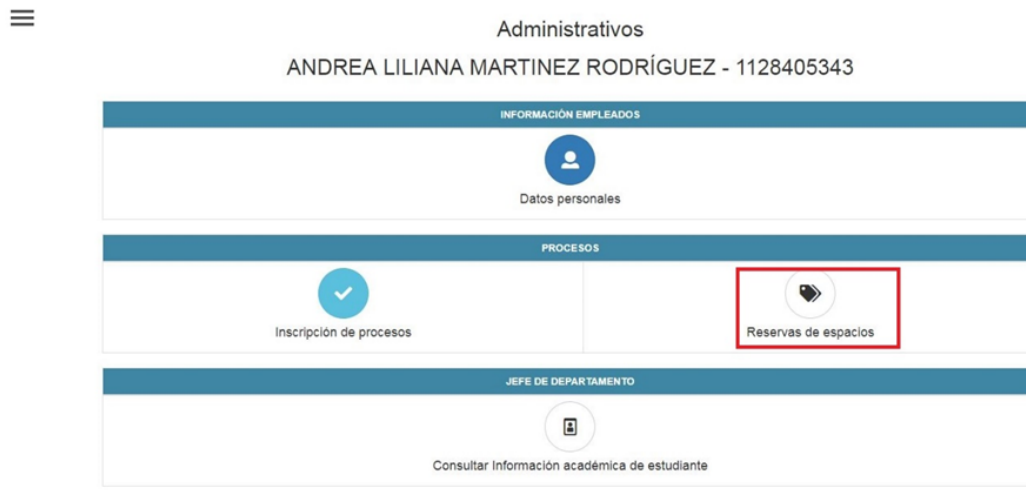 Administrativos
ANDREA LILIANA MARTINEZ RODRÍGUEZ - 1128405343
INFORMACIÓN EMPLEADOS
Datos personales
PROCESOS
Inscripción de procesos
Reservas de espacios
JEFE DE DEPARTAMENTO
Consultar Información académica de estudiante